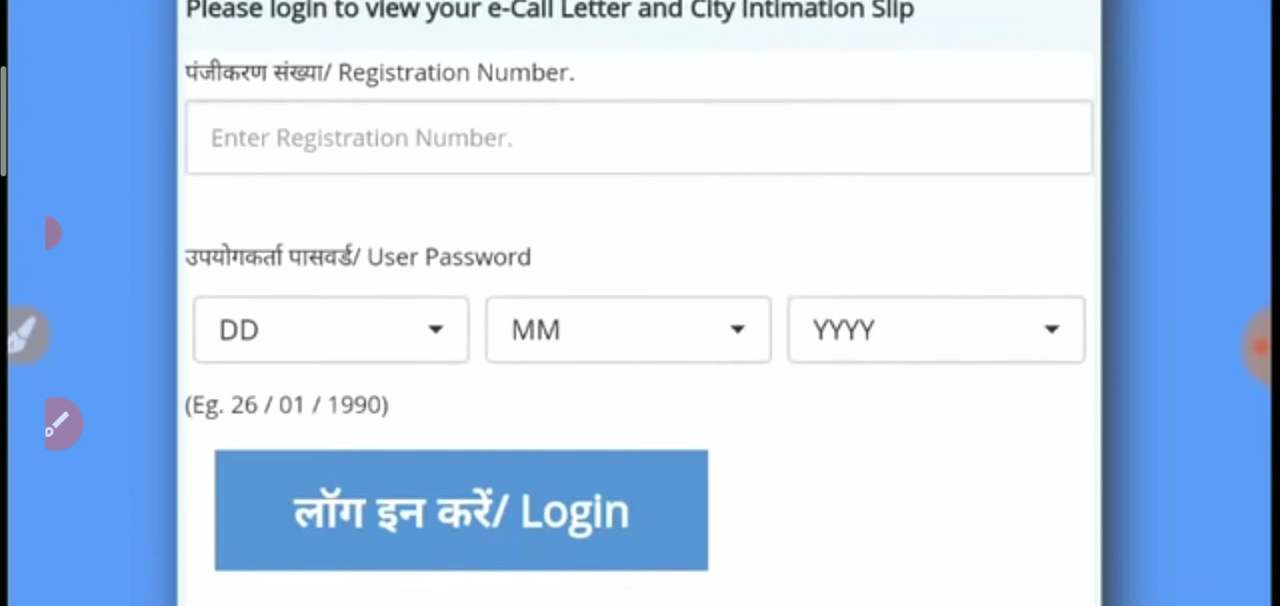 Please login to view your e-Call Letter and City Intimation Slip
पंजीकरण संख्या/ Registration Number.
Enter Registration Number.
उपयोगकर्ता पासवर्ड/ User Password
DD MM YYYY
(Eg. 26 / 01 / 1990)
लॉग इन करें/ Login